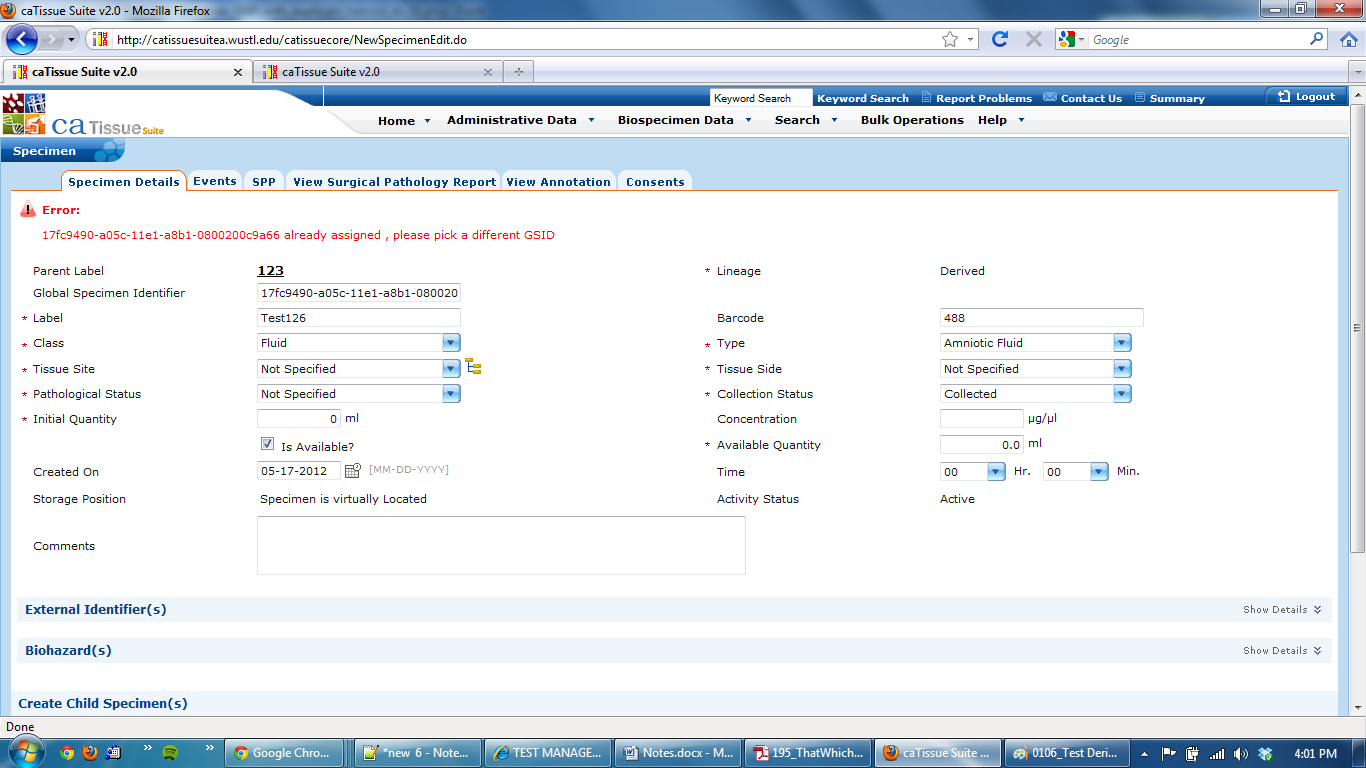 caTissue Suite v2.0 - Mozilla Firefox
http://catissuesuitea.wustl.edu/catissuecore/NewSpecimenEdit.do
Google
caTissue Suite v2.0
caTissue Suite v2.0
Keyword Search Keyword Search Report Problems Contact Us Summary Logout
ca Tissue Suite
Home Administrative Data Biospecimen Data Search Bulk Operations Help
Specimen
Specimen Details Events SPP View Surgical Pathology Report View Annotation Consents
Error:
17fc9490-a05c-11e1-a8b1-0800200c9a66 already assigned , please pick a different GSID
Parent Label 123 * Lineage Derived
Global Specimen Identifier 17fc9490-a05c-11e1-a8b1-080020
* Label Test126 Barcode 488
* Class Fluid * Type Amniotic Fluid
* Tissue Site Not Specified * Tissue Side Not Specified
* Pathological Status Not Specified * Collection Status Collected
* Initial Quantity 0 ml Concentration µg/µl
Is Available? * Available Quantity 0.0 ml
Created On 05-17-2012 [MM-DD-YYYY] Time 00 Hr. 00 Min.
Storage Position Specimen is virtually Located Activity Status Active
Comments
External Identifier(s) Show Details
Biohazard(s) Show Details
Create Child Specimen(s)
Done
Google Chro... *new 6 - Note... TEST MANAGE... Notes.docx - M... 195_ThatWhich... caTissue Suite ... 0106_Test Deri... 4:01 PM